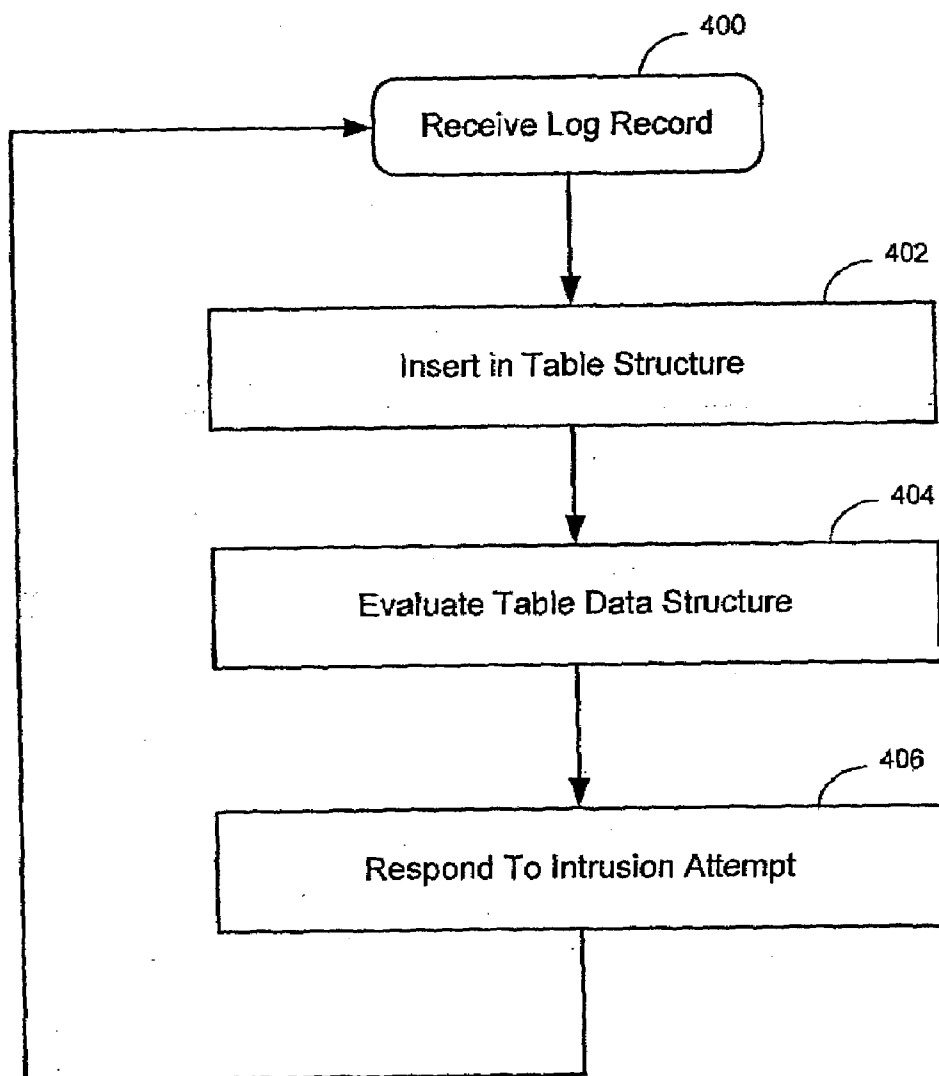 400
Receive Log Record
402
Insert in Table Structure
404
Evaluate Table Data Structure
406
Respond To Intrusion Attempt